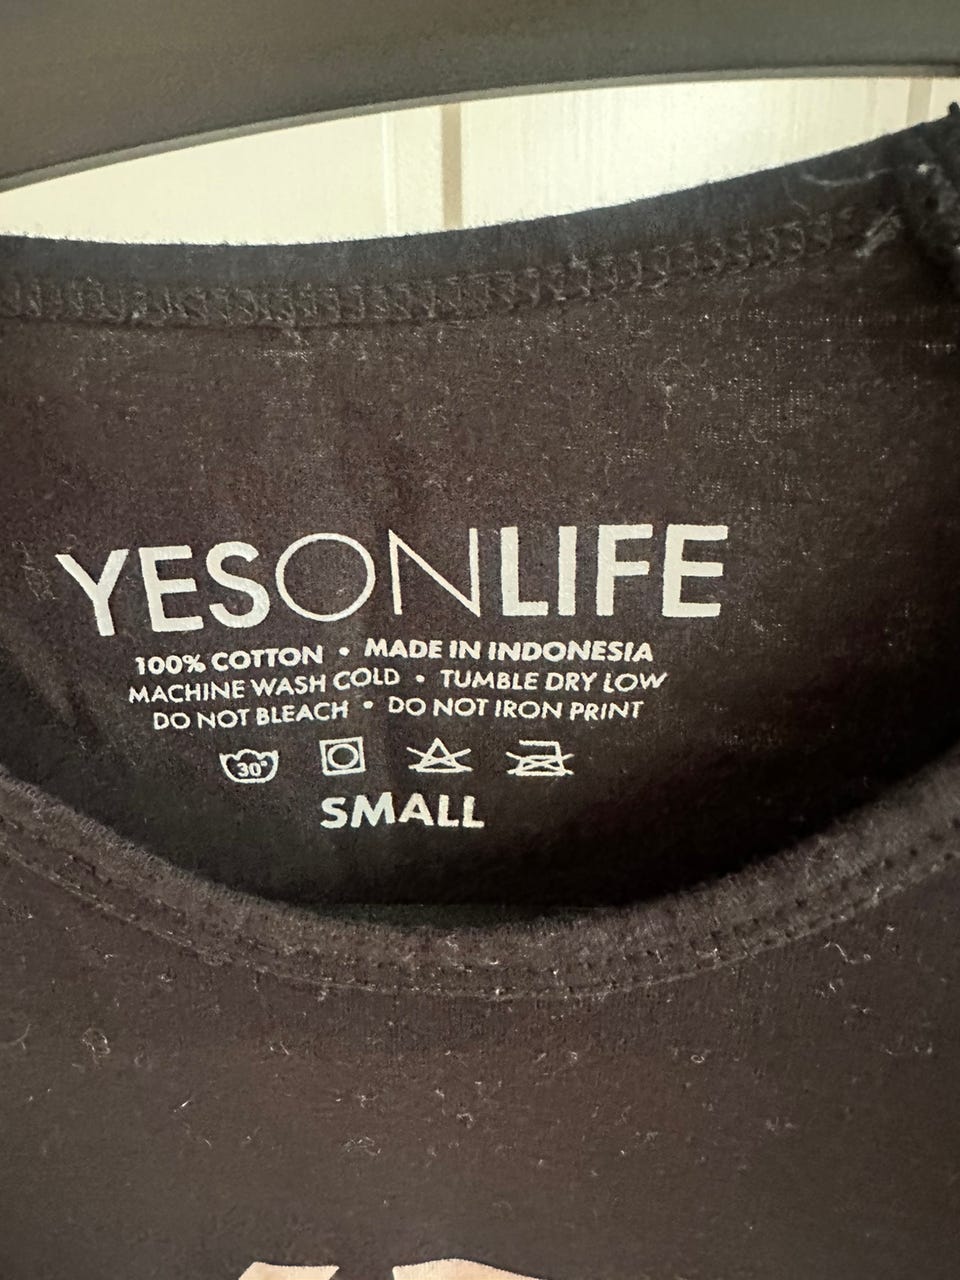 YESONLIFE
100% COTTON • MADE IN INDONESIA
MACHINE WASH COLD • TUMBLE DRY LOW
DO NOT BLEACH • DO NOT IRON PRINT
30°
SMALL